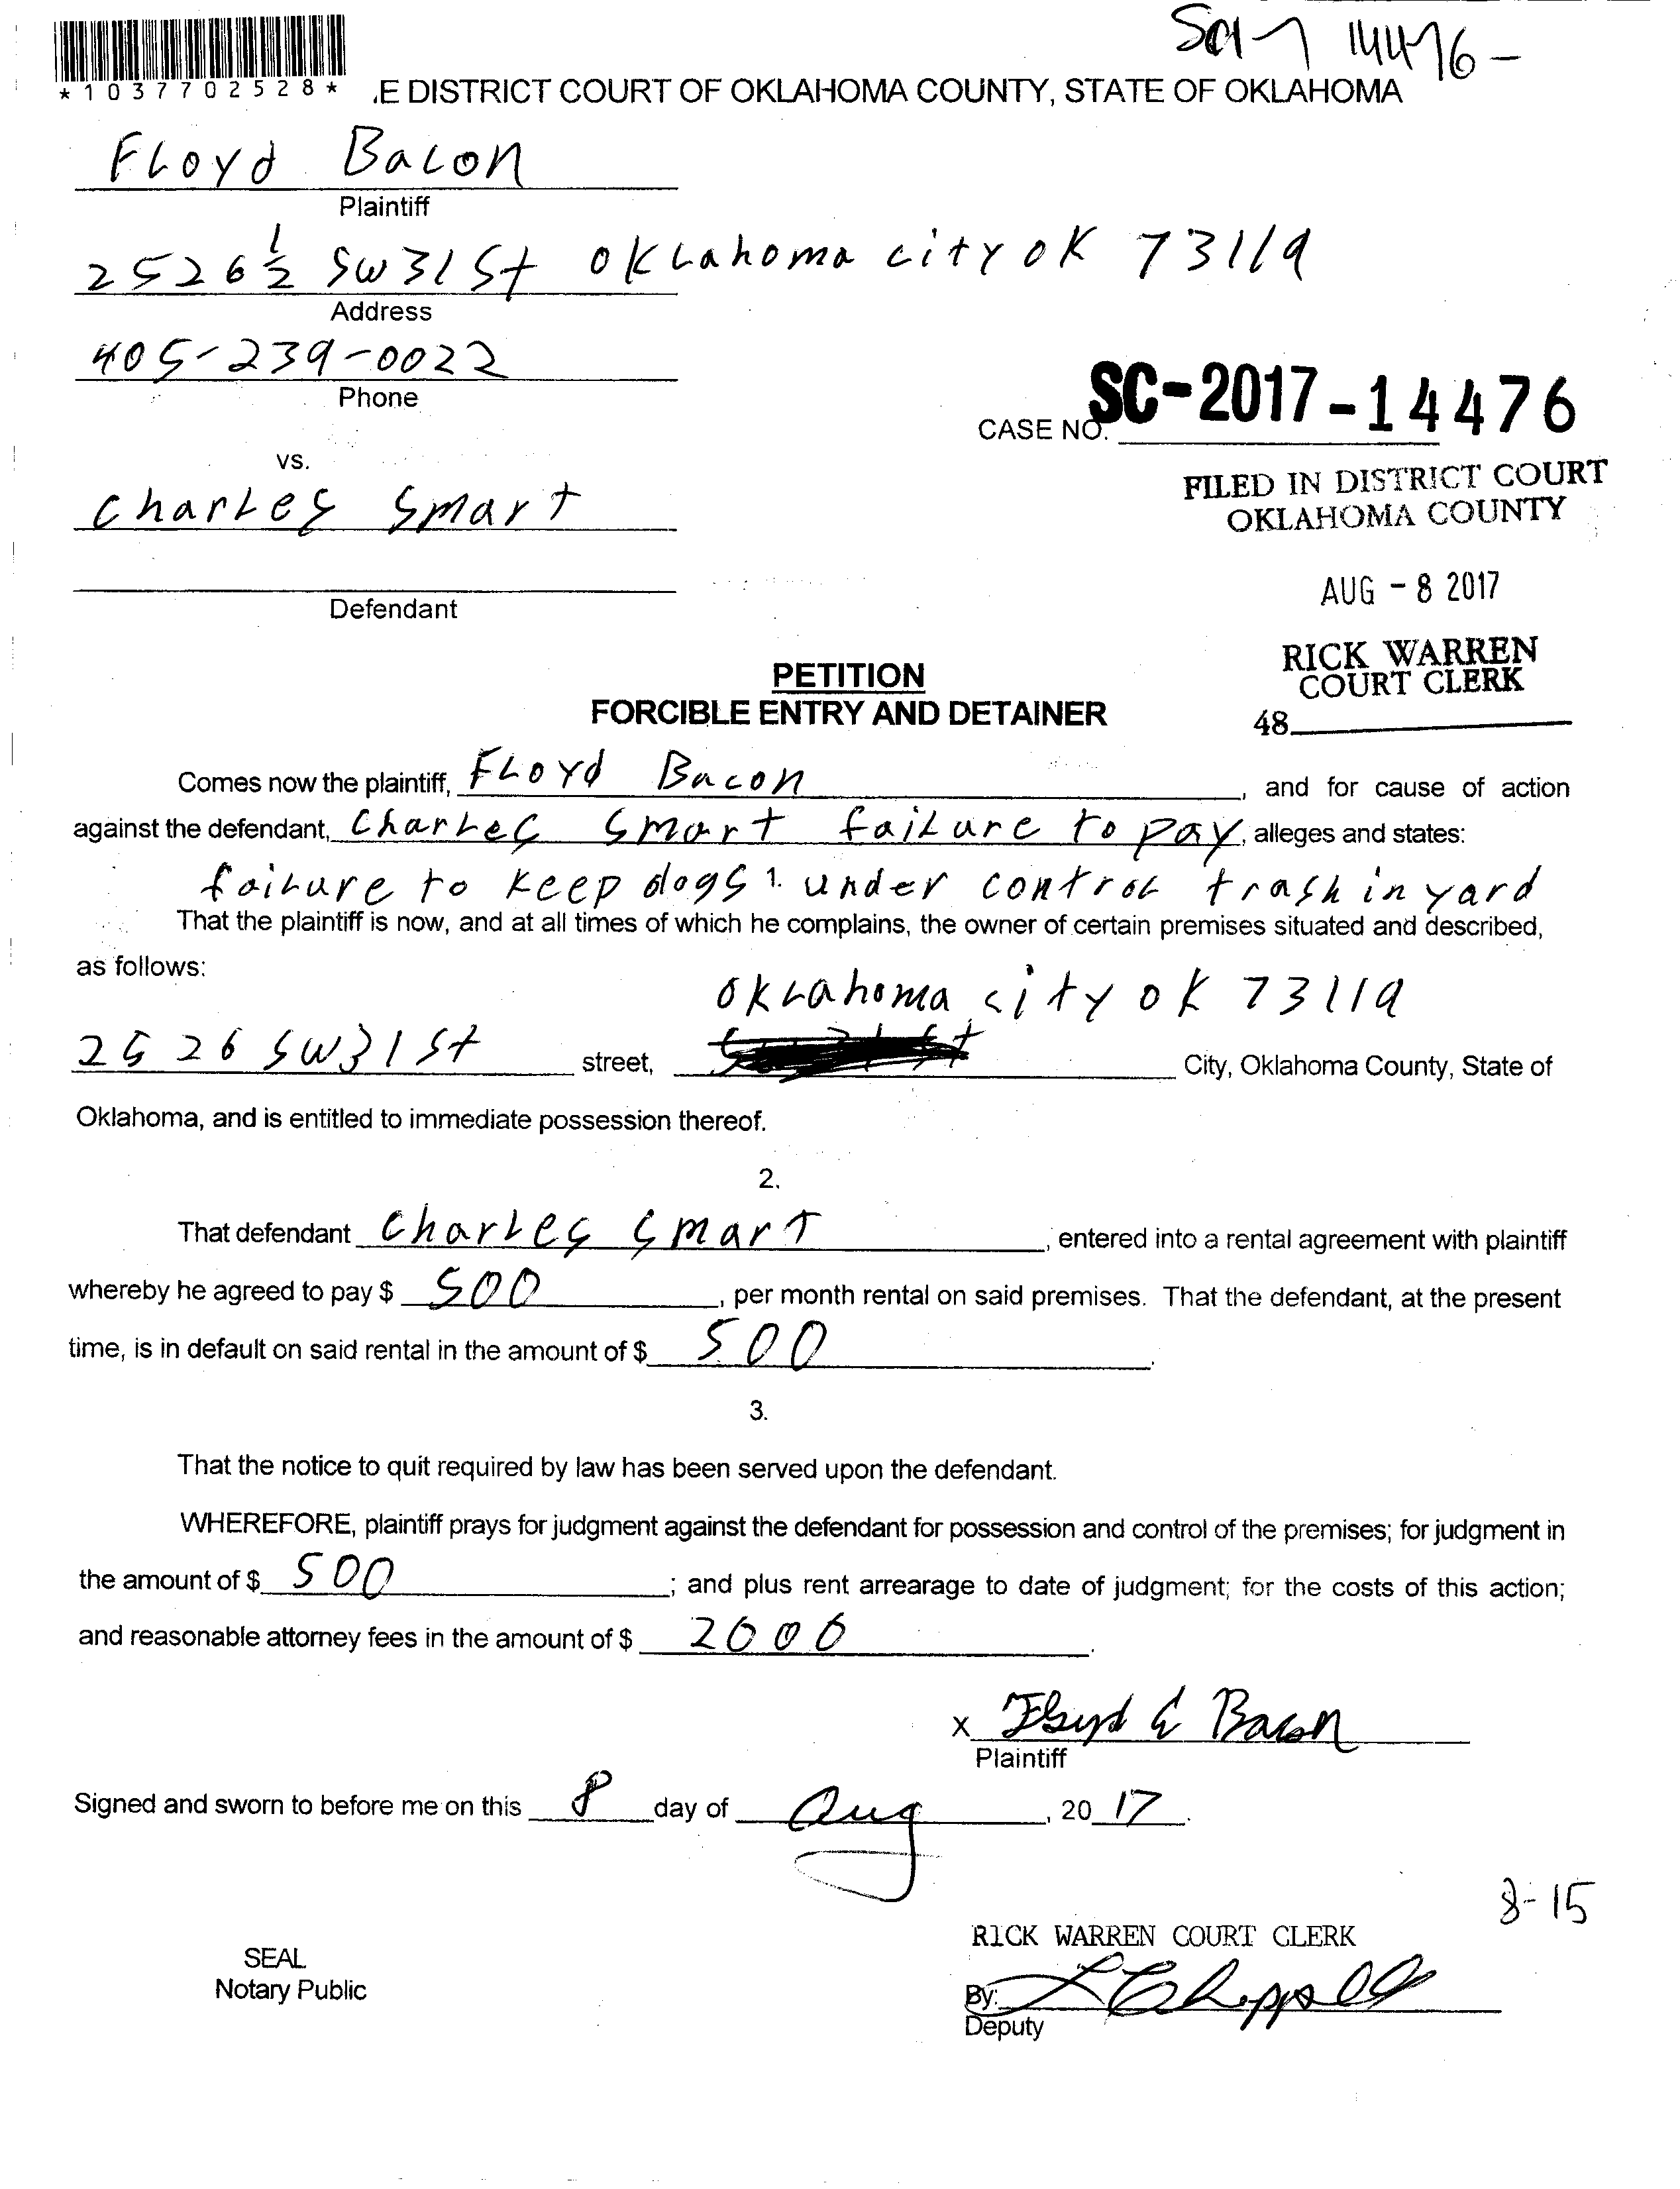 14476-
*1037702528* .E DISTRICT COURT OF OKLAHOMA COUNTY, STATE OF OKLAHOMA
FLoyd Bacon
Plaintiff
2526 1/2 SW 31 St OKLahoma city OK 73119
Address
405-239-0022
Phone
SC-2017-14476
CASE NO.
vs.
FILED IN DISTRICT COURT
OKLAHOMA COUNTY
CharLes Smart
AUG - 8 2017
Defendant
RICK WARREN
COURT CLERK
48
PETITION
FORCIBLE ENTRY AND DETAINER
Comes now the plaintiff, FLoyd Bacon, and for cause of action
against the defendant, CharLes Smart faiLure to pay, alleges and states:
faiLure to keep dogs 1. under controL trash in yard
That the plaintiff is now, and at all times of which he complains, the owner of certain premises situated and described,
as follows:
OKLahoma city OK 73119
2526 SW 31 St street, City, Oklahoma County, State of
Oklahoma, and is entitled to immediate possession thereof.
2.
That defendant CharLes Smart, entered into a rental agreement with plaintiff
whereby he agreed to pay $ 500, per month rental on said premises. That the defendant, at the present
time, is in default on said rental in the amount of $ 500.
3.
That the notice to quit required by law has been served upon the defendant.
WHEREFORE, plaintiff prays for judgment against the defendant for possession and control of the premises; for judgment in
the amount of $ 500; and plus rent arrearage to date of judgment; for the costs of this action;
and reasonable attorney fees in the amount of $ 2000.
X Floyd E Bacon
Plaintiff
Signed and sworn to before me on this 8 day of Aug, 20 17.
8-15
RICK WARREN COURT CLERK
SEAL
Notary Public
By: L Chappell
Deputy